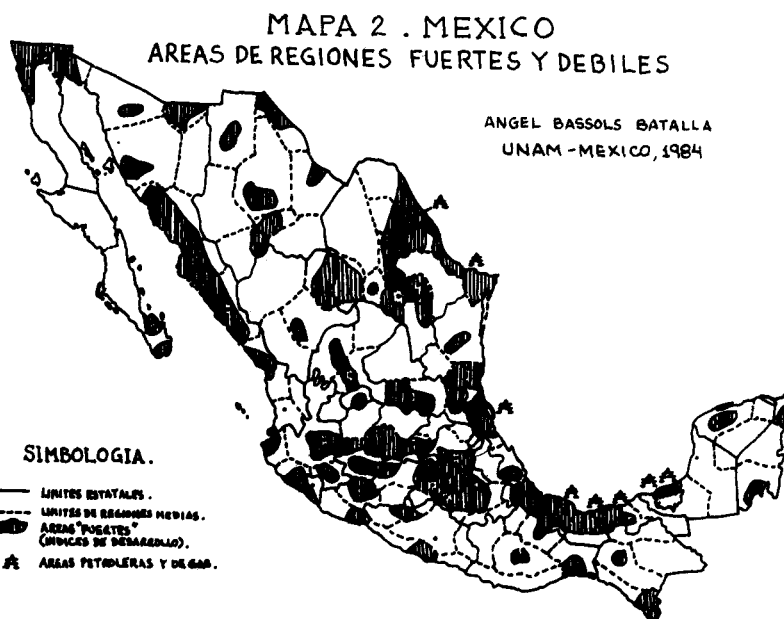 MAPA 2 . MEXICO
AREAS DE REGIONES FUERTES Y DEBILES
ANGEL BASSOLS BATALLA
UNAM - MEXICO, 1984
SIMBOLOGIA.
LIMITES ESTATALES.
LIMITES DE REGIONES MEDIAS.
AREAS "FUERTES"
(INDICES DE DESARROLLO).
AREAS PETROLERAS Y DE GAS.